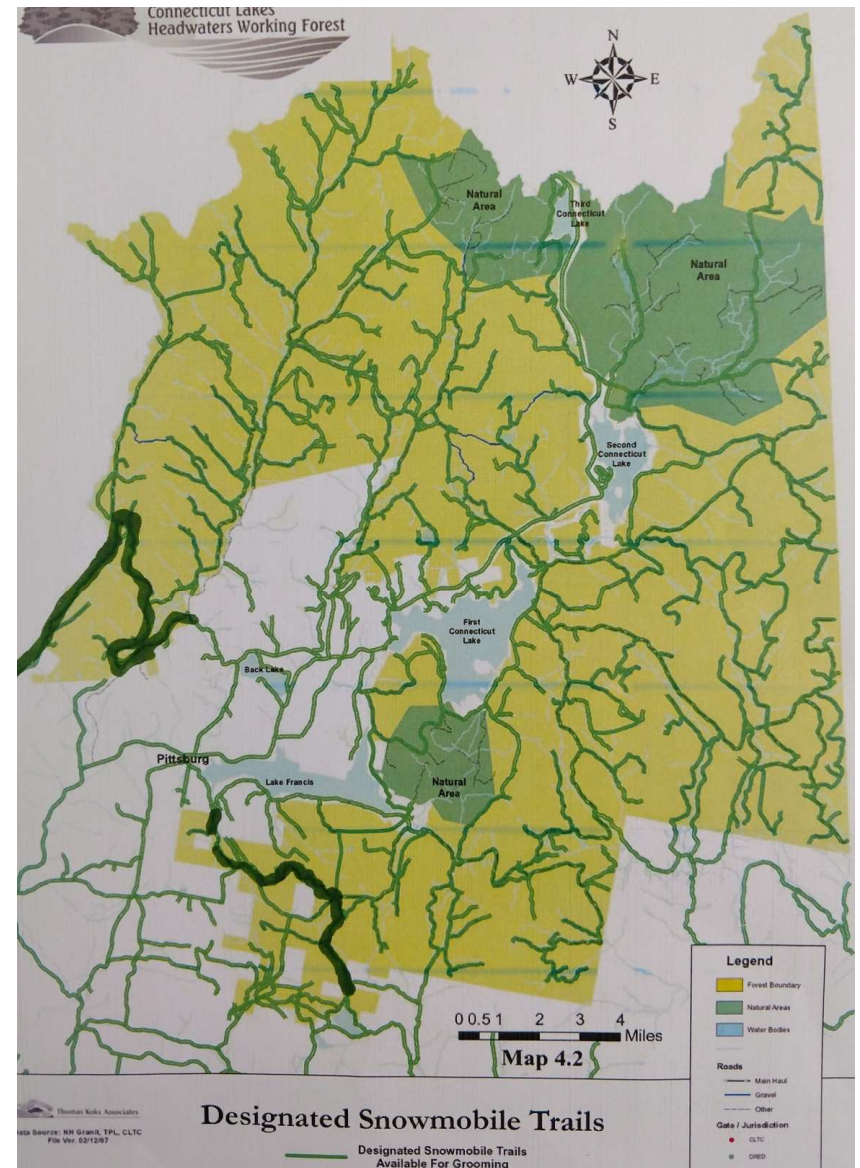 Connecticut Lakes
Headwaters Working Forest
N
W
E
S
Natural
Area
Third
Connecticut
Lake
Natural
Area
Second
Connecticut
Lake
First
Connecticut
Lake
Back Lake
Pittsburg
Lake Francis
Natural
Area
Legend
Forest Boundary
Natural Areas
Water Bodies
0 0.5 1 2 3 4
Miles
Map 4.2
Roads
Main Haul
Gravel
Other
Gate / Jurisdiction
CLTC
DRED
Thomas Kokx Associates
Data Source: NH Granit, TPL, CLTC
File Ver. 02/12/07
Designated Snowmobile Trails
Designated Snowmobile Trails
Available For Grooming